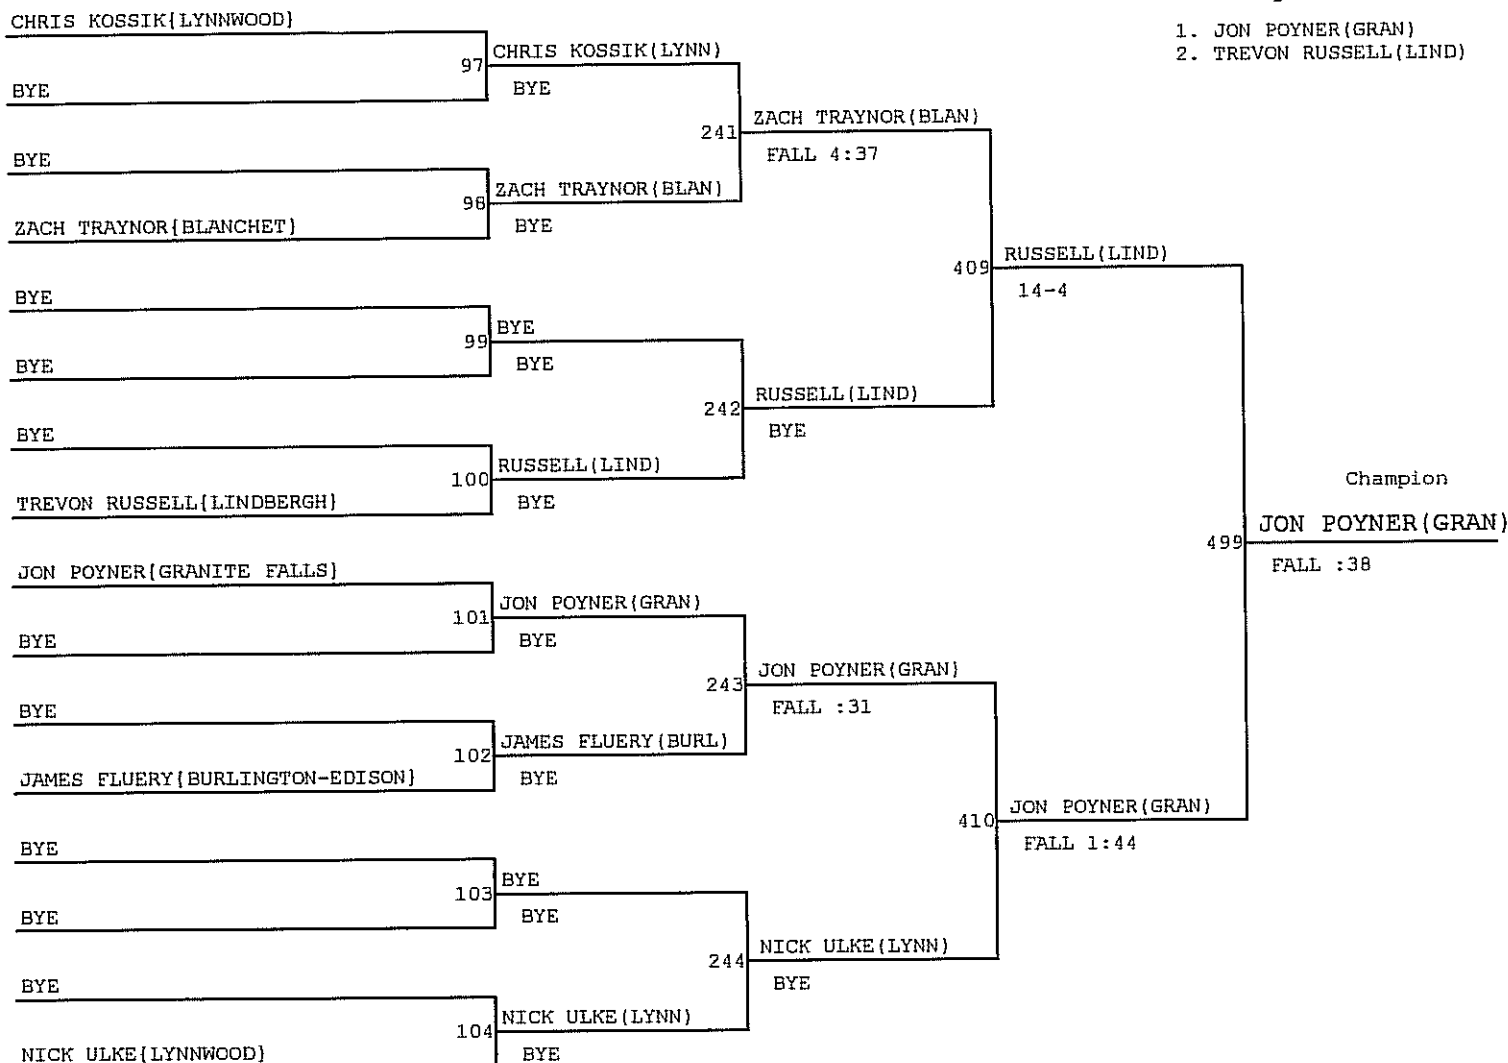 1. JON POYNER(GRAN)
2. TREVON RUSSELL(LIND)
CHRIS KOSSIK{LYNNWOOD}
97
CHRIS KOSSIK(LYNN)
BYE
BYE
241
ZACH TRAYNOR(BLAN)
FALL 4:37
BYE
98
ZACH TRAYNOR(BLAN)
BYE
ZACH TRAYNOR{BLANCHET}
409
RUSSELL(LIND)
14-4
BYE
99
BYE
BYE
BYE
242
RUSSELL(LIND)
BYE
BYE
100
RUSSELL(LIND)
BYE
TREVON RUSSELL{LINDBERGH}
Champion
499
JON POYNER(GRAN)
FALL :38
JON POYNER{GRANITE FALLS}
101
JON POYNER(GRAN)
BYE
BYE
243
JON POYNER(GRAN)
FALL :31
BYE
102
JAMES FLUERY(BURL)
BYE
JAMES FLUERY{BURLINGTON-EDISON}
410
JON POYNER(GRAN)
FALL 1:44
BYE
103
BYE
BYE
BYE
244
NICK ULKE(LYNN)
BYE
BYE
104
NICK ULKE(LYNN)
BYE
NICK ULKE{LYNNWOOD}